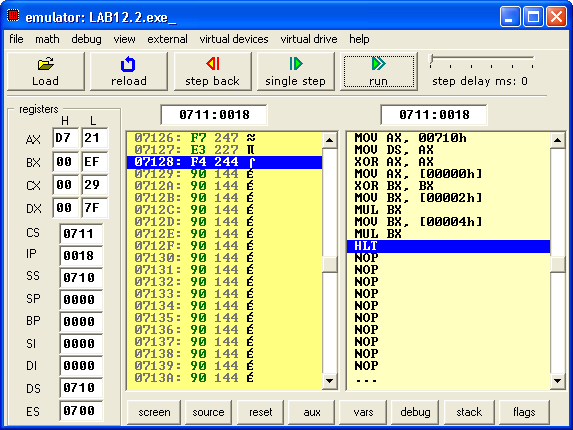 emulator: LAB12.2.exe_
file math debug view external virtual devices virtual drive help
Load reload step back single step run step delay ms: 0
registers
H L
AX D7 21
BX 00 EF
CX 00 29
DX 00 7F
CS 0711
IP 0018
SS 0710
SP 0000
BP 0000
SI 0000
DI 0000
DS 0710
ES 0700
0711:0018
07126: F7 247 ≈
07127: E3 227 π
07128: F4 244 ⌠
07129: 90 144 É
0712A: 90 144 É
0712B: 90 144 É
0712C: 90 144 É
0712D: 90 144 É
0712E: 90 144 É
0712F: 90 144 É
07130: 90 144 É
07131: 90 144 É
07132: 90 144 É
07133: 90 144 É
07134: 90 144 É
07135: 90 144 É
07136: 90 144 É
07137: 90 144 É
07138: 90 144 É
07139: 90 144 É
0713A: 90 144 É
0711:0018
MOV AX, 00710h
MOV DS, AX
XOR AX, AX
MOV AX, [00000h]
XOR BX, BX
MOV BX, [00002h]
MUL BX
MOV BX, [00004h]
MUL BX
HLT
NOP
NOP
NOP
NOP
NOP
NOP
NOP
NOP
NOP
NOP
...
screen source reset aux vars debug stack flags